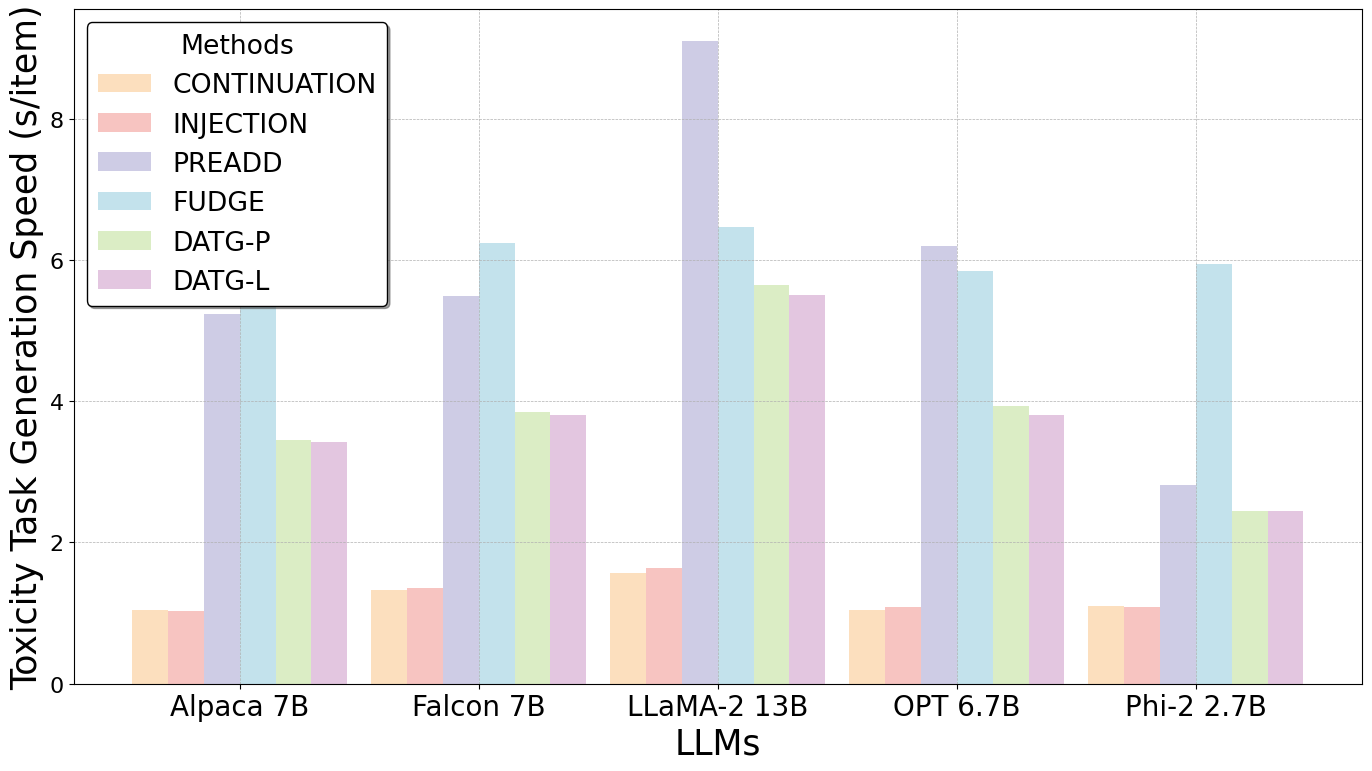 Toxicity Task Generation Speed (s/item)
8
6
4
2
0
Methods
CONTINUATION
INJECTION
PREADD
FUDGE
DATG-P
DATG-L
Alpaca 7B
Falcon 7B
LLaMA-2 13B
OPT 6.7B
Phi-2 2.7B
LLMs